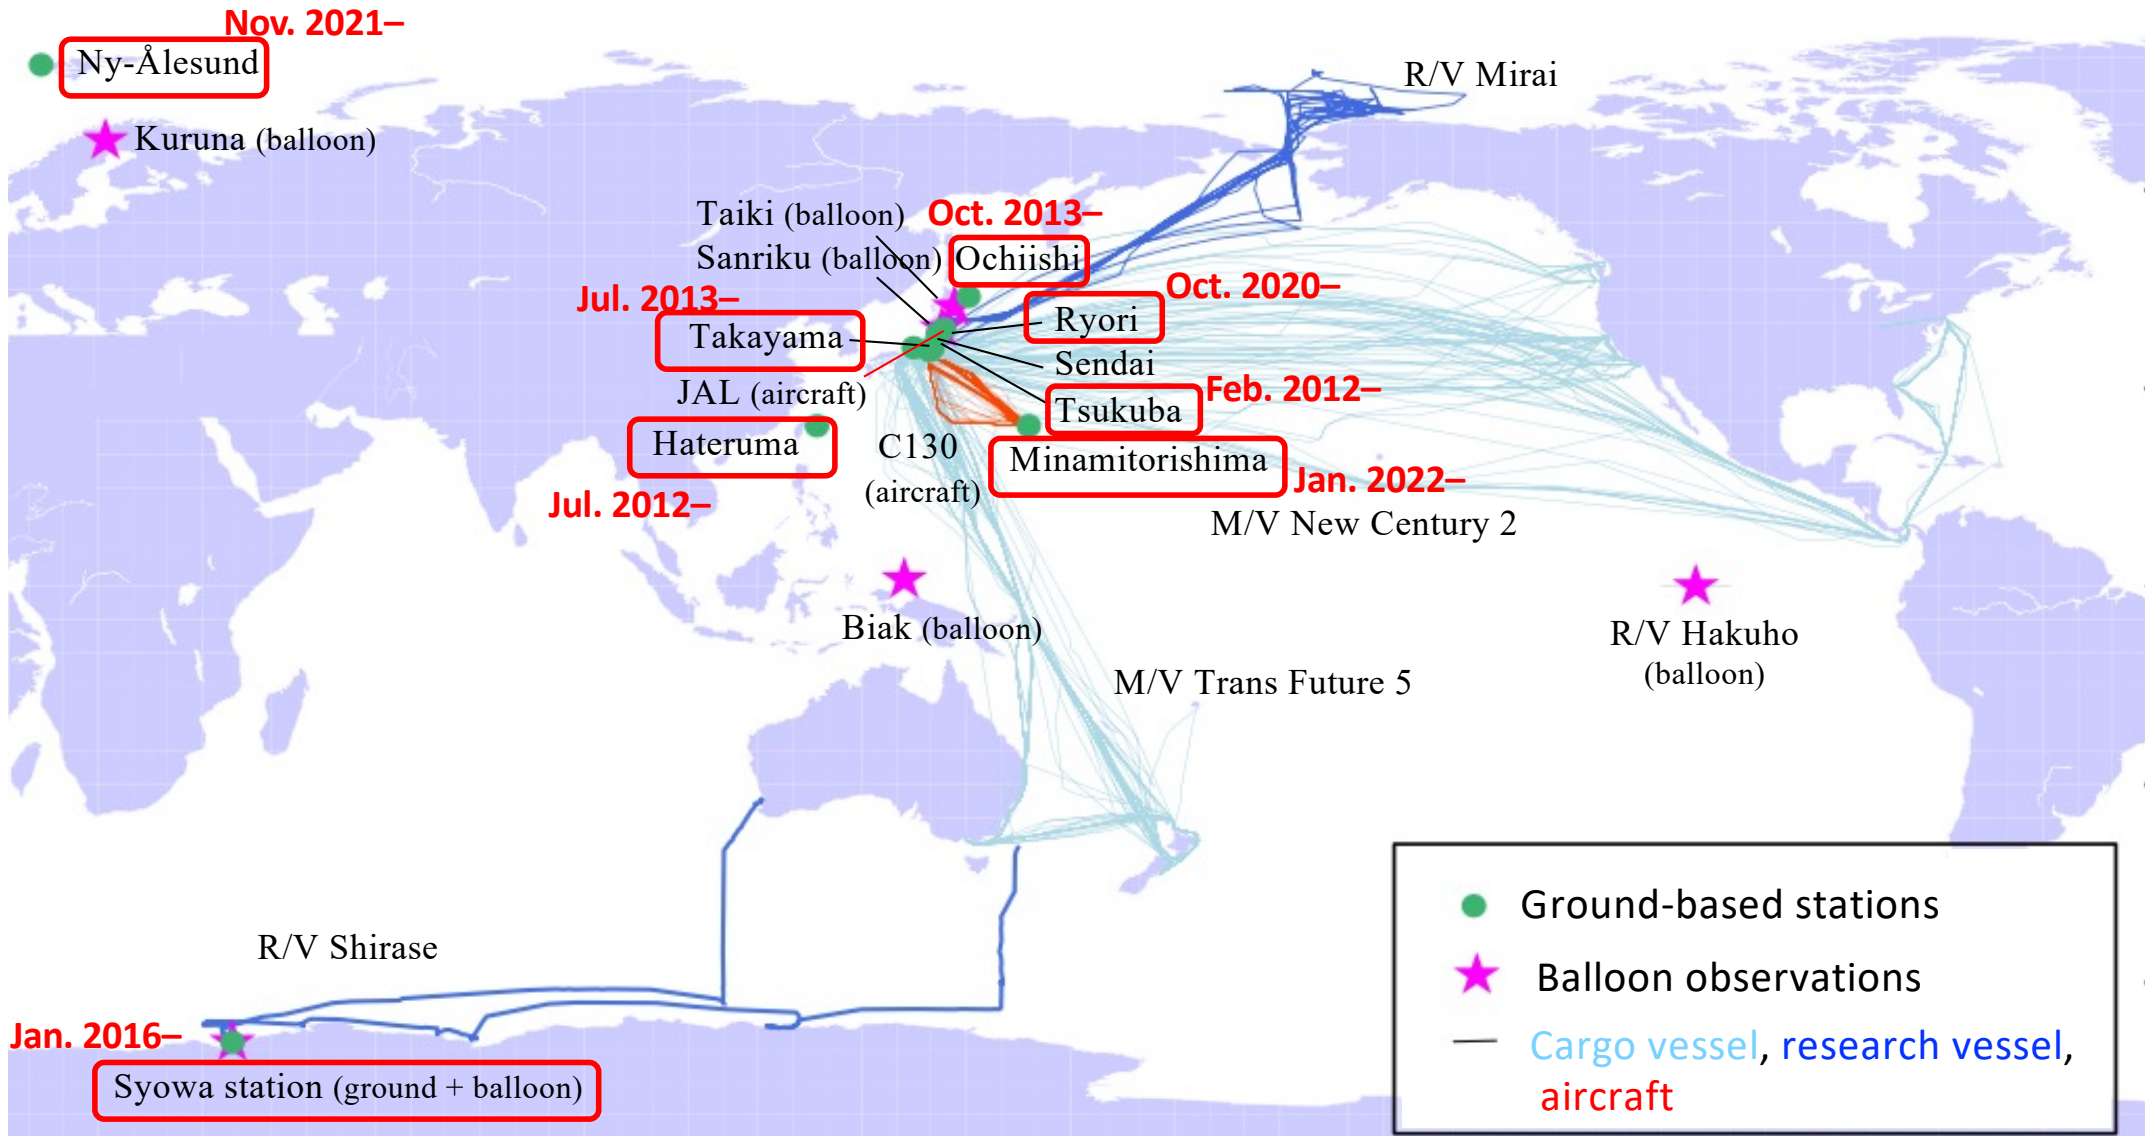 Nov. 2021–
Ny-Ålesund
R/V Mirai
Kuruna (balloon)
Taiki (balloon)
Oct. 2013–
Sanriku (balloon)
Ochiishi
Jul. 2013–
Oct. 2020–
Takayama
Ryori
Sendai
JAL (aircraft)
Feb. 2012–
Tsukuba
Hateruma
C130
(aircraft)
Minamitorishima
Jan. 2022–
Jul. 2012–
M/V New Century 2
Biak (balloon)
R/V Hakuho
(balloon)
M/V Trans Future 5
R/V Shirase
Jan. 2016–
Syowa station (ground + balloon)
Ground-based stations
Balloon observations
Cargo vessel, research vessel,
aircraft